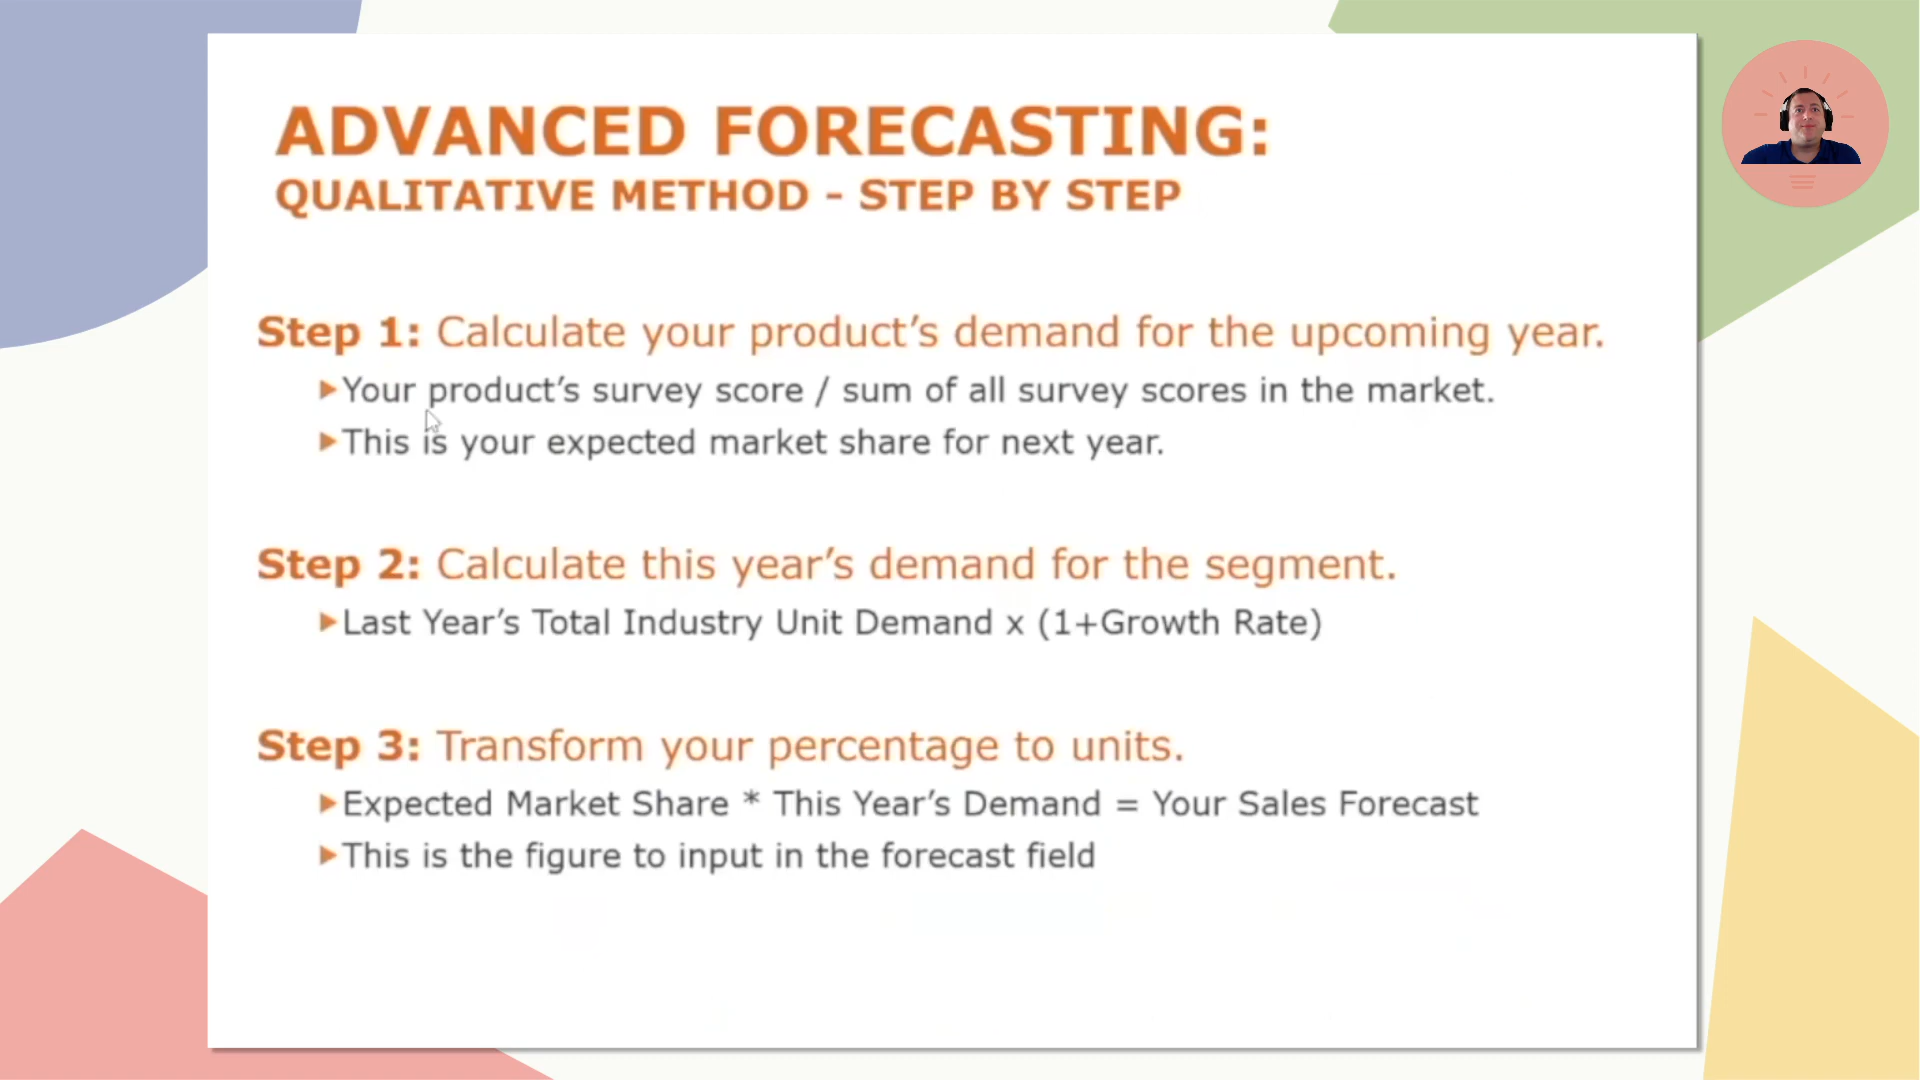 ADVANCED FORECASTING:
QUALITATIVE METHOD - STEP BY STEP
Step 1: Calculate your product’s demand for the upcoming year.
Your product’s survey score / sum of all survey scores in the market.
This is your expected market share for next year.
Step 2: Calculate this year’s demand for the segment.
Last Year’s Total Industry Unit Demand x (1+Growth Rate)
Step 3: Transform your percentage to units.
Expected Market Share * This Year’s Demand = Your Sales Forecast
This is the figure to input in the forecast field